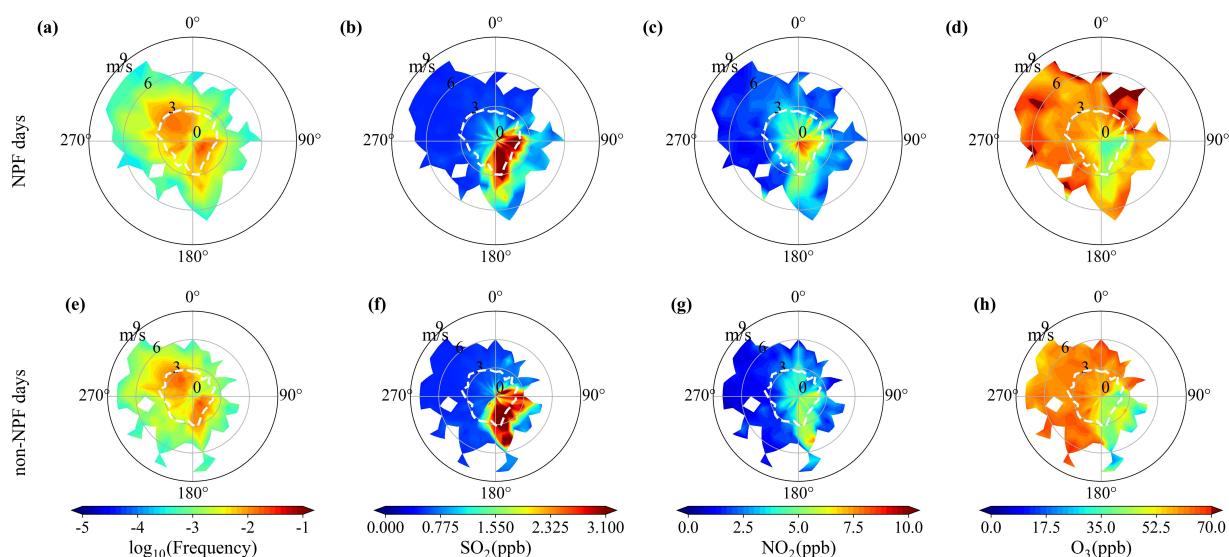 (a) 0° (b) 0° (c) 0° (d) 0°
9 m/s 6 3 0 9 m/s 6 3 0 9 m/s 6 3 0 9 m/s 6 3 0
NPF days 270° 90° 270° 90° 270° 90° 270° 90°
180° 180° 180° 180°
(e) 0° (f) 0° (g) 0° (h) 0°
9 m/s 6 3 0 9 m/s 6 3 0 9 m/s 6 3 0 9 m/s 6 3 0
non-NPF days 270° 90° 270° 90° 270° 90° 270° 90°
180° 180° 180° 180°
-5 -4 -3 -2 -1 0.000 0.775 1.550 2.325 3.100 0.0 2.5 5.0 7.5 10.0 0.0 17.5 35.0 52.5 70.0
log₁₀(Frequency) SO₂(ppb) NO₂(ppb) O₃(ppb)